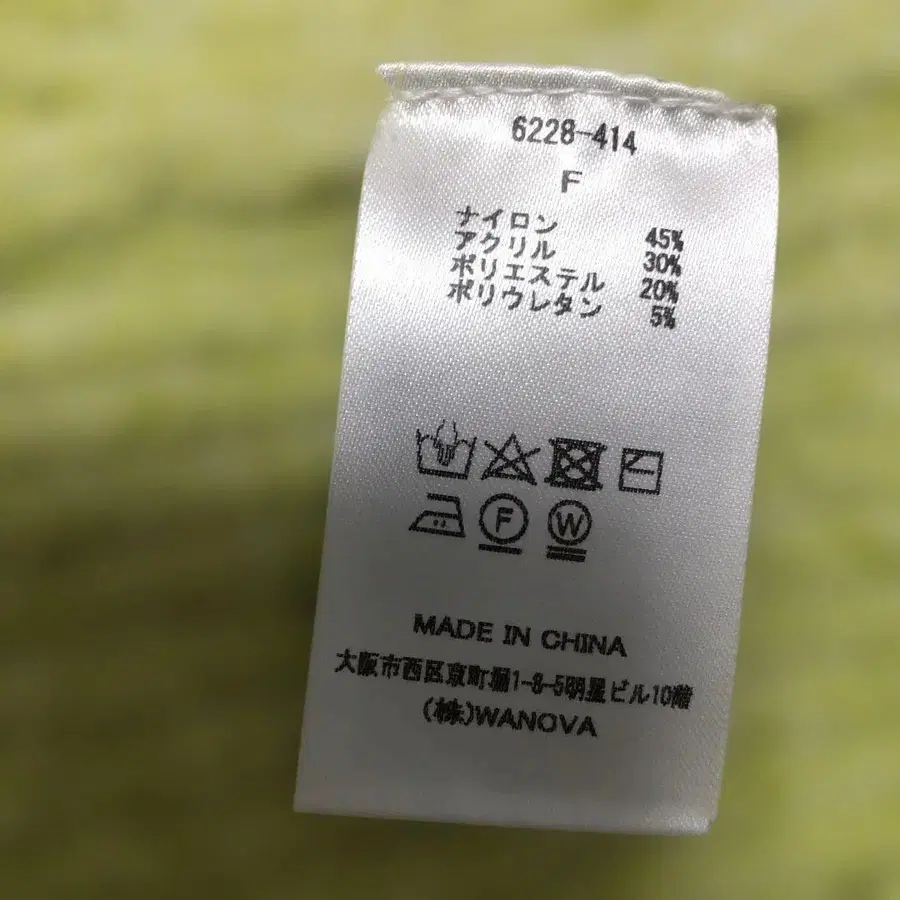 6228-414
F
ナイロン 45%
アクリル 30%
ポリエステル 20%
ポリウレタン 5%
F W
MADE IN CHINA
大阪市西区京町堀1-8-5明星ビル10階
(株)WANOVA